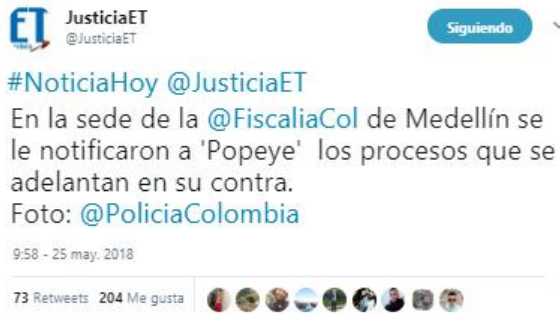 ET
JusticiaET
@JusticiaET
Siguiendo
#NoticiaHoy @JusticiaET
En la sede de la @FiscaliaCol de Medellín se
le notificaron a 'Popeye' los procesos que se
adelantan en su contra.
Foto: @PoliciaColombia
9:58 - 25 may. 2018
73 Retweets 204 Me gusta